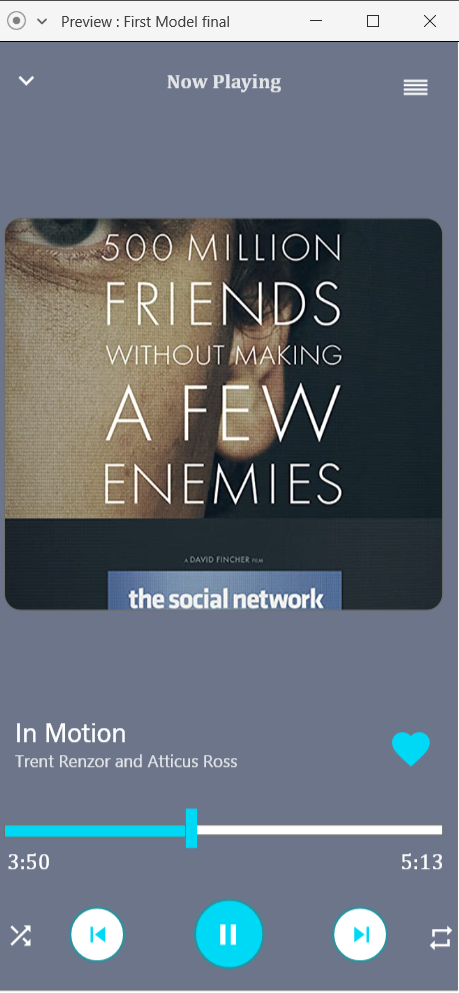 Preview : First Model final
Now Playing
500 MILLION
FRIENDS
WITHOUT MAKING
A FEW
ENEMIES
A DAVID FINCHER FILM
the social network
In Motion
Trent Renzor and Atticus Ross
3:50
5:13